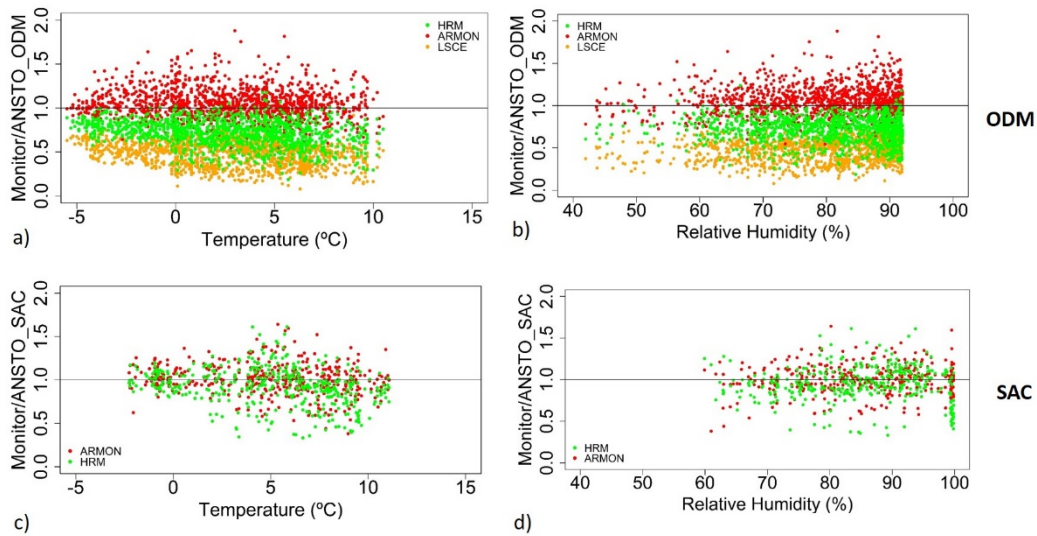 Monitor/ANSTO_ODM
0.0 0.5 1.0 1.5 2.0
HRM
ARMON
LSCE
-5 0 5 10 15
Temperature (ºC)
a)
Monitor/ANSTO_ODM
0.0 0.5 1.0 1.5 2.0
HRM
ARMON
LSCE
40 50 60 70 80 90 100
Relative Humidity (%)
b)
ODM
Monitor/ANSTO_SAC
0.0 0.5 1.0 1.5 2.0
ARMON
HRM
-5 0 5 10 15
Temperature (ºC)
c)
Monitor/ANSTO_SAC
0.0 0.5 1.0 1.5 2.0
HRM
ARMON
40 50 60 70 80 90 100
Relative Humidity (%)
d)
SAC